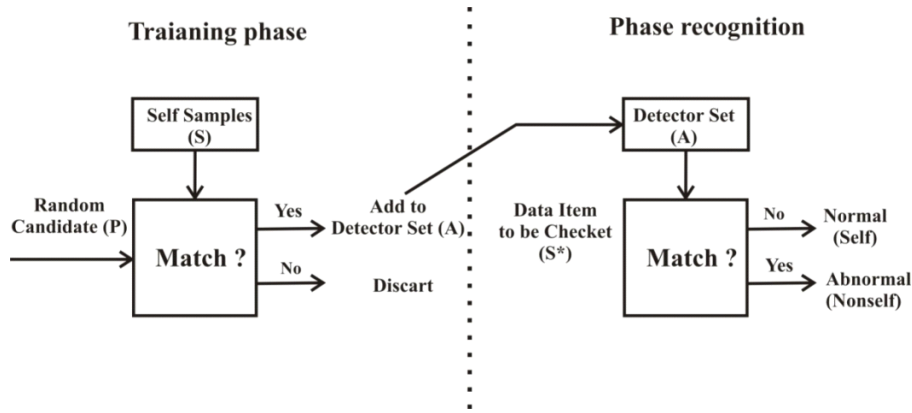 Traianing phase
Self Samples
(S)
Random
Candidate (P)
Match ?
Yes
Add to
Detector Set (A)
No
Discart
Phase recognition
Detector Set
(A)
Data Item
to be Checket
(S*)
Match ?
No
Normal
(Self)
Yes
Abnormal
(Nonself)